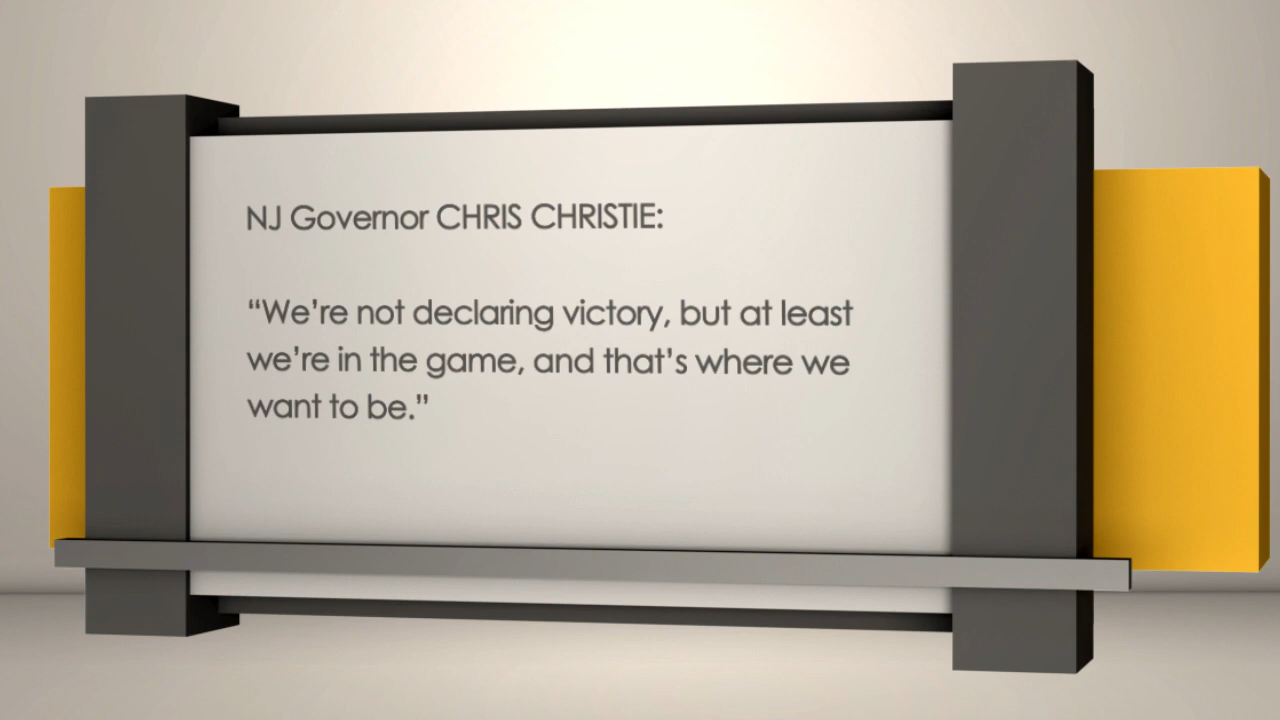 NJ Governor CHRIS CHRISTIE:
“We’re not declaring victory, but at least
we’re in the game, and that’s where we
want to be.”